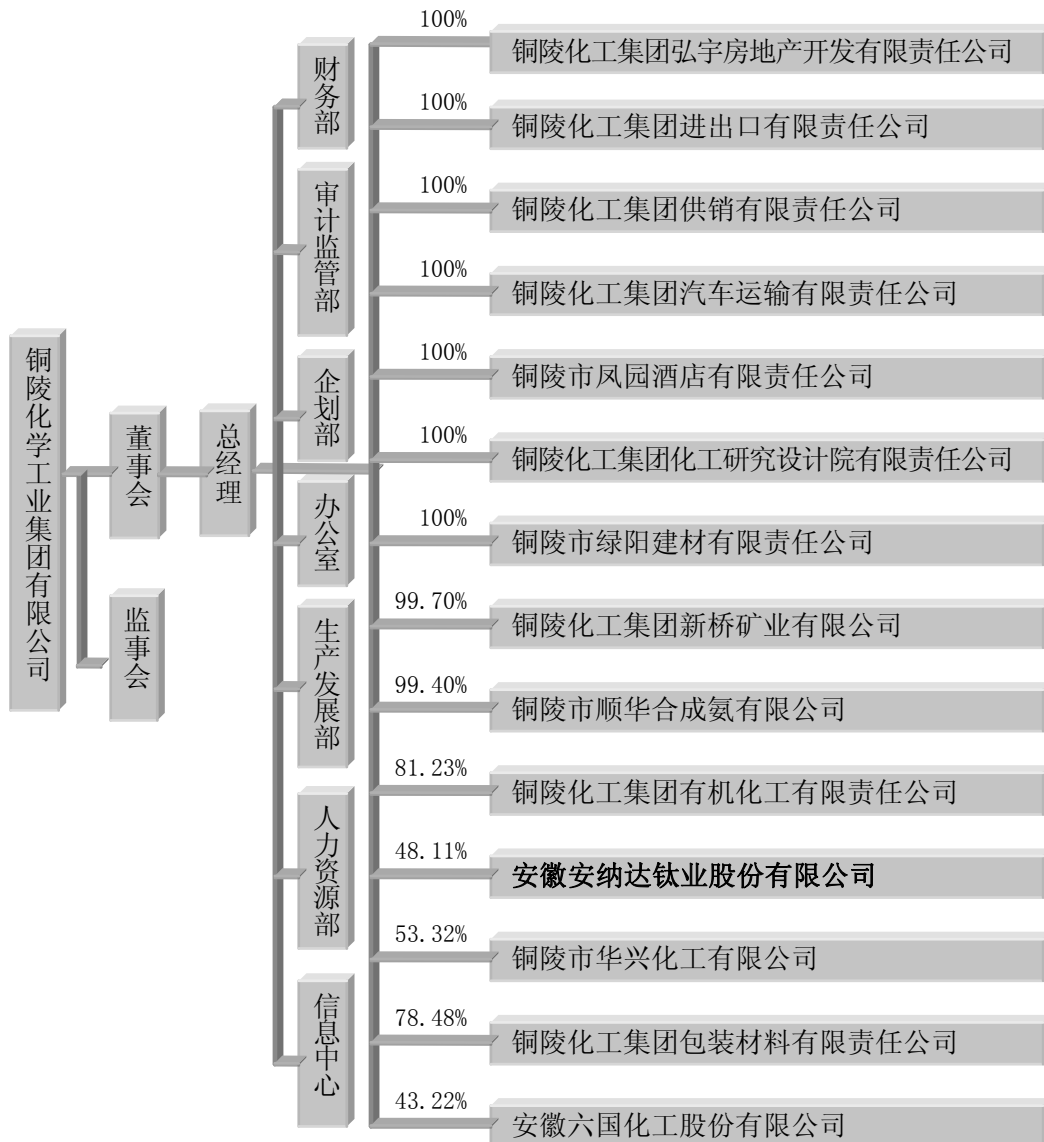 铜陵化学工业集团有限公司
董事会
监事会
总经理
财务部
审计监管部
企划部
办公室
生产发展部
人力资源部
信息中心
100%
铜陵化工集团弘宇房地产开发有限责任公司
100%
铜陵化工集团进出口有限责任公司
100%
铜陵化工集团供销有限责任公司
100%
铜陵化工集团汽车运输有限责任公司
100%
铜陵市凤园酒店有限责任公司
100%
铜陵化工集团化工研究设计院有限责任公司
100%
铜陵市绿阳建材有限责任公司
99.70%
铜陵化工集团新桥矿业有限公司
99.40%
铜陵市顺华合成氨有限公司
81.23%
铜陵化工集团有机化工有限责任公司
48.11%
安徽安纳达钛业股份有限公司
53.32%
铜陵市华兴化工有限公司
78.48%
铜陵化工集团包装材料有限责任公司
43.22%
安徽六国化工股份有限公司